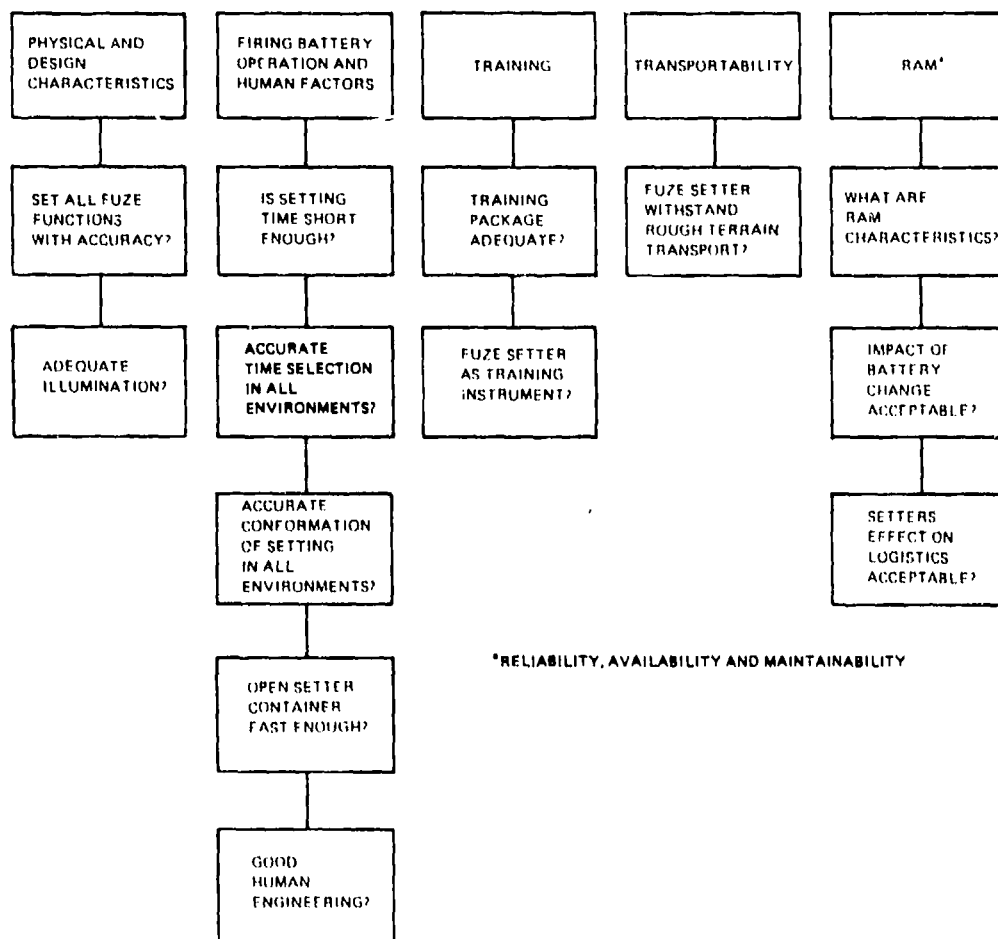 PHYSICAL AND
DESIGN
CHARACTERISTICS
FIRING BATTERY
OPERATION AND
HUMAN FACTORS
TRAINING
TRANSPORTABILITY
RAM*
SET ALL FUZE
FUNCTIONS
WITH ACCURACY?
IS SETTING
TIME SHORT
ENOUGH?
TRAINING
PACKAGE
ADEQUATE?
FUZE SETTER
WITHSTAND
ROUGH TERRAIN
TRANSPORT?
WHAT ARE
RAM
CHARACTERISTICS?
ADEQUATE
ILLUMINATION?
ACCURATE
TIME SELECTION
IN ALL
ENVIRONMENTS?
FUZE SETTER
AS TRAINING
INSTRUMENT?
IMPACT OF
BATTERY
CHANGE
ACCEPTABLE?
ACCURATE
CONFORMATION
OF SETTING
IN ALL
ENVIRONMENTS?
SETTERS
EFFECT ON
LOGISTICS
ACCEPTABLE?
OPEN SETTER
CONTAINER
FAST ENOUGH?
*RELIABILITY, AVAILABILITY AND MAINTAINABILITY
GOOD
HUMAN
ENGINEERING?